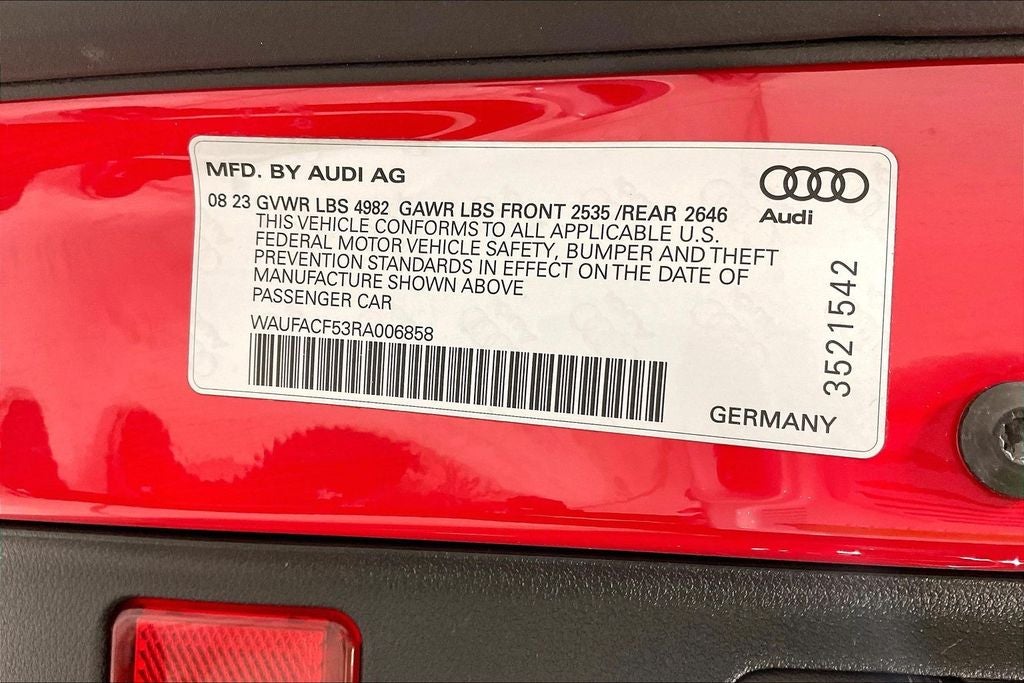 MFD. BY AUDI AG
Audi
08 23 GVWR LBS 4982 GAWR LBS FRONT 2535 /REAR 2646
THIS VEHICLE CONFORMS TO ALL APPLICABLE U.S.
FEDERAL MOTOR VEHICLE SAFETY, BUMPER AND THEFT
PREVENTION STANDARDS IN EFFECT ON THE DATE OF
MANUFACTURE SHOWN ABOVE
PASSENGER CAR
WAUFACF53RA006858
GERMANY
3521542